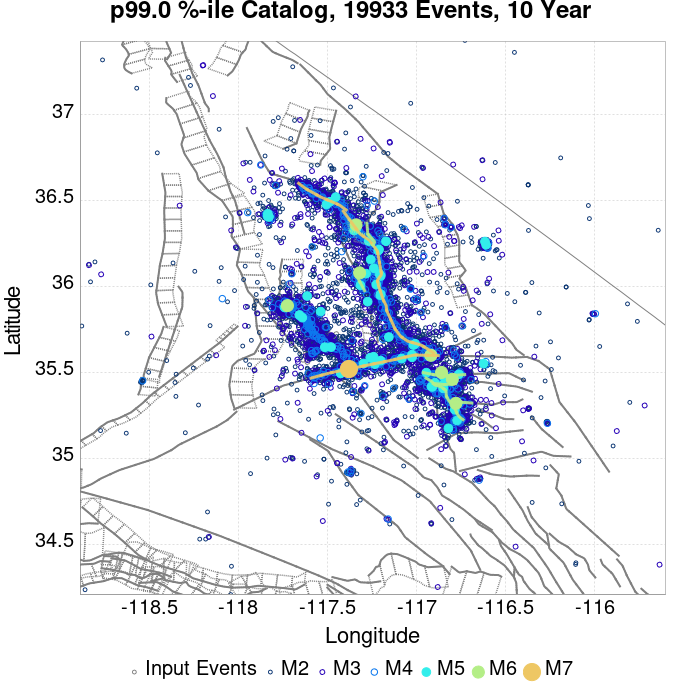 p99.0 %-ile Catalog, 19933 Events, 10 Year
37
36.5
36
35.5
35
34.5
Latitude
-118.5 -118 -117.5 -117 -116.5 -116
Longitude
Input Events M2 M3 M4 M5 M6 M7